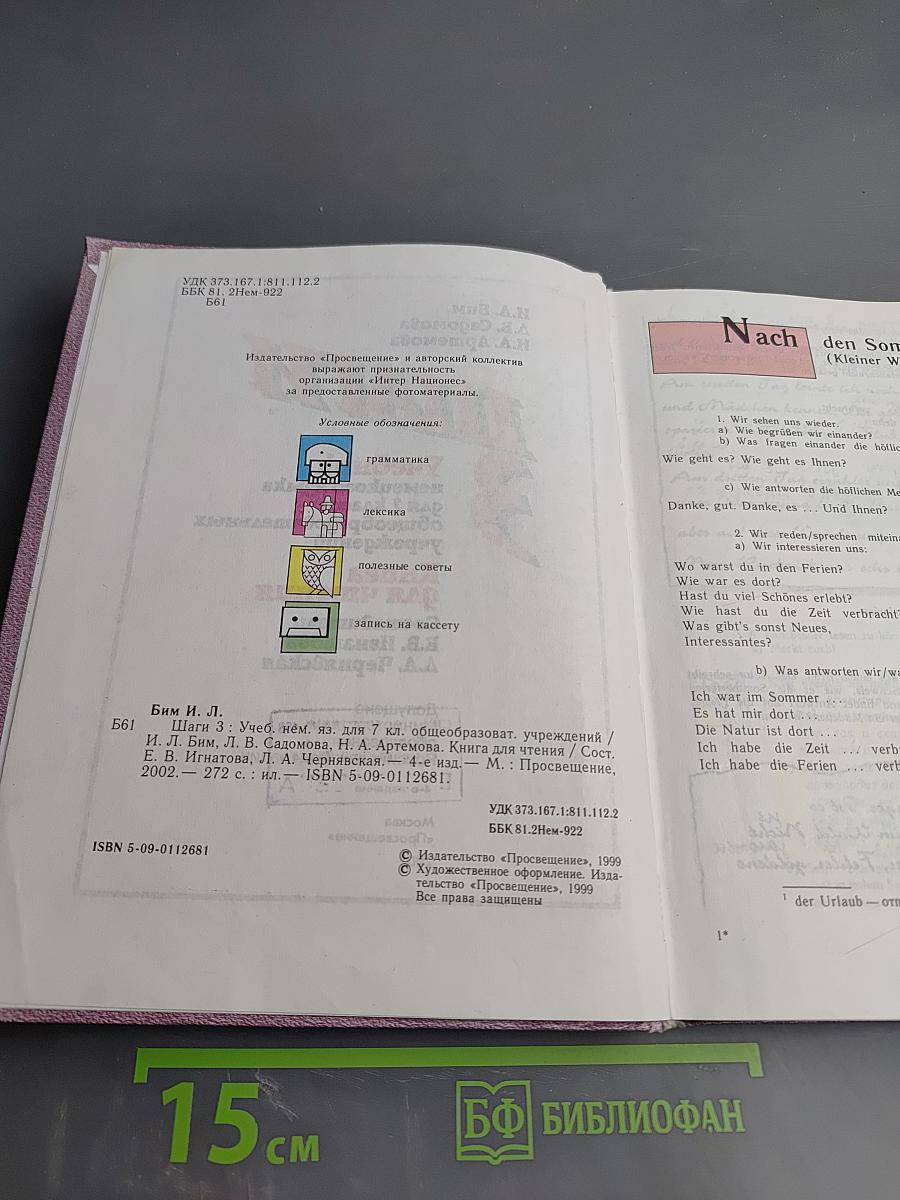 УДК 373.167.1:811.112.2
ББК 81. 2Нем-922
Б61
Издательство «Просвещение» и авторский коллектив
выражают признательность
организации «Интер Национес»
за предоставленные фотоматериалы.
Условные обозначения:
грамматика
лексика
полезные советы
запись на кассету
Бим И. Л.
Б61 Шаги 3 : Учеб. нем. яз. для 7 кл. общеобразоват. учреждений /
И. Л. Бим, Л. В. Садомова, Н. А. Артемова. Книга для чтения / Сост.
Е. В. Игнатова, Л. А. Чернявская.— 4-е изд.— М. : Просвещение,
2002.— 272 с. : ил.— ISBN 5-09-0112681.
УДК 373.167.1:811.112.2
ББК 81.2Нем-922
ISBN 5-09-0112681
© Издательство «Просвещение», 1999
© Художественное оформление. Изда-
тельство «Просвещение», 1999
Все права защищены
Nach den Som
(Kleiner W
1. Wir sehen uns wieder.
a) Wie begrüßen wir einander?
b) Was fragen einander die höflic
Wie geht es? Wie geht es Ihnen?
c) Wie antworten die höflichen Me
Danke, gut. Danke, es ... Und Ihnen?
2. Wir reden/sprechen mitein
a) Wir interessieren uns:
Wo warst du in den Ferien?
Wie war es dort?
Hast du viel Schönes erlebt?
Wie hast du die Zeit verbracht?
Was gibt's sonst Neues,
Interessantes?
b) Was antworten wir/wa
Ich war im Sommer ...
Es hat mir dort ...
Die Natur ist dort ...
Ich habe die Zeit ... verb
Ich habe die Ferien ... verb
1 der Urlaub — отп
1*
15 см
БФ БИБЛИОФАН